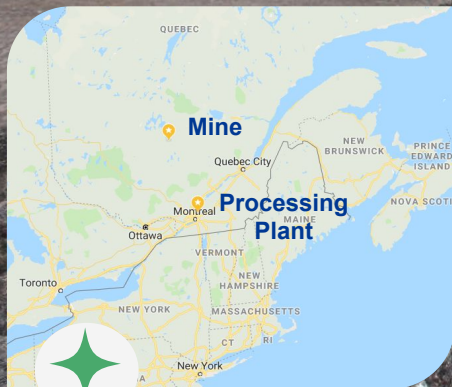 QUEBEC
Mine
Quebec City
NEW
BRUNSWICK
PRINCE
EDWARD
ISLAND
Processing
Plant
NOVA SCOTI
Montreal
MAINE
Ottawa
VERMONT
Toronto
NEW
HAMPSHIRE
NEW YORK
MASSACHUSETTS
CT
RI
New York